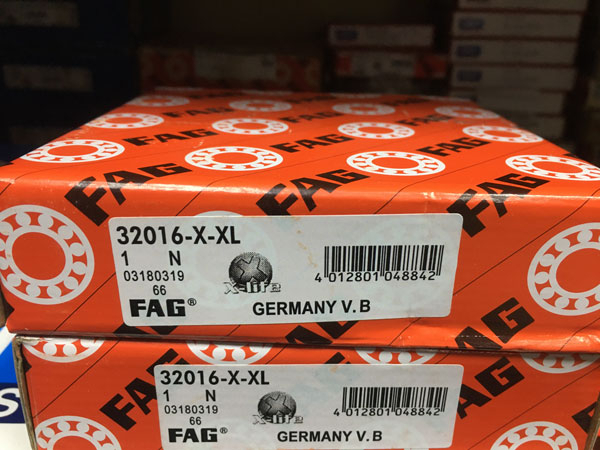 FAG FAG FAG
FAG FAG
32016-X-XL
1 N
03180319
66
X-life
4 012801 048842
FAG® GERMANY V. B
32016-X-XL
1 N
03180319
66
X-life
4 012801 048842
FAG® GERMANY V. B
FAG
FAG
S